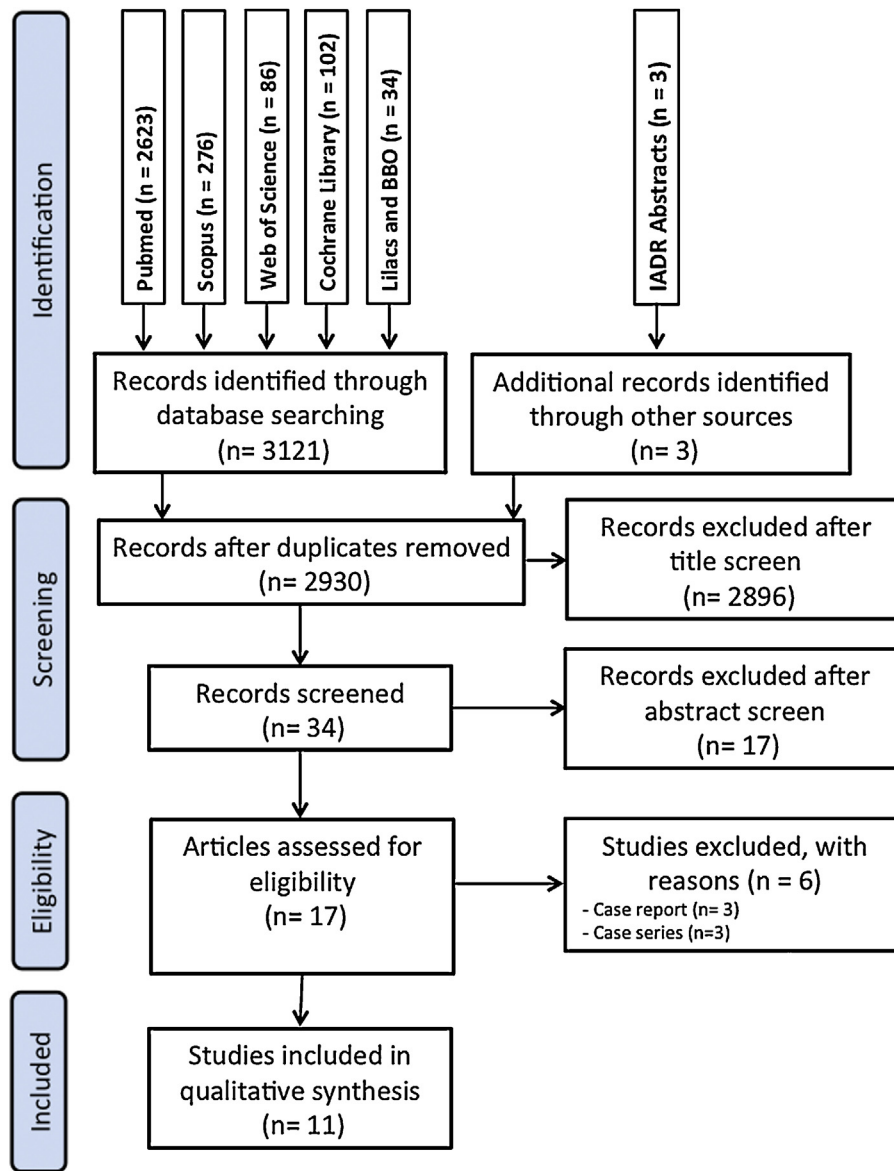 Identification
Pubmed (n = 2623)
Scopus (n = 276)
Web of Science (n = 86)
Cochrane Library (n = 102)
Lilacs and BBO (n = 34)
IADR Abstracts (n = 3)
Records identified through
database searching
(n= 3121)
Additional records identified
through other sources
(n= 3)
Screening
Records after duplicates removed
(n= 2930)
Records excluded after
title screen
(n= 2896)
Records screened
(n= 34)
Records excluded after
abstract screen
(n= 17)
Eligibility
Articles assessed for
eligibility
(n= 17)
Studies excluded, with
reasons (n = 6)
- Case report (n= 3)
- Case series (n=3)
Included
Studies included in
qualitative synthesis
(n= 11)